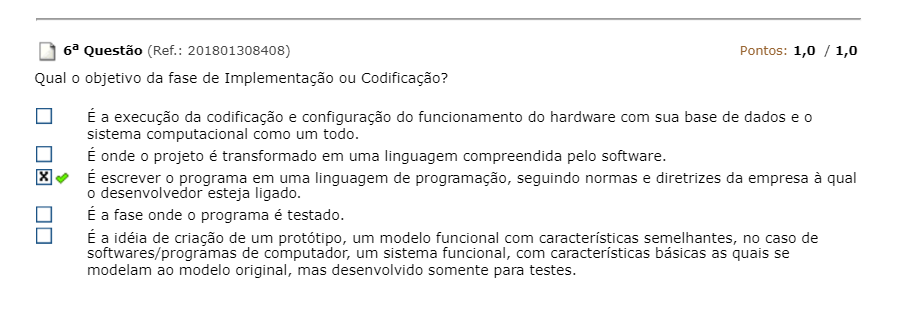 6ª Questão (Ref.: 201801308408) Pontos: 1,0 / 1,0
Qual o objetivo da fase de Implementação ou Codificação?
É a execução da codificação e configuração do funcionamento do hardware com sua base de dados e o
sistema computacional como um todo.
É onde o projeto é transformado em uma linguagem compreendida pelo software.
É escrever o programa em uma linguagem de programação, seguindo normas e diretrizes da empresa à qual
o desenvolvedor esteja ligado.
É a fase onde o programa é testado.
É a idéia de criação de um protótipo, um modelo funcional com características semelhantes, no caso de
softwares/programas de computador, um sistema funcional, com características básicas as quais se
modelam ao modelo original, mas desenvolvido somente para testes.